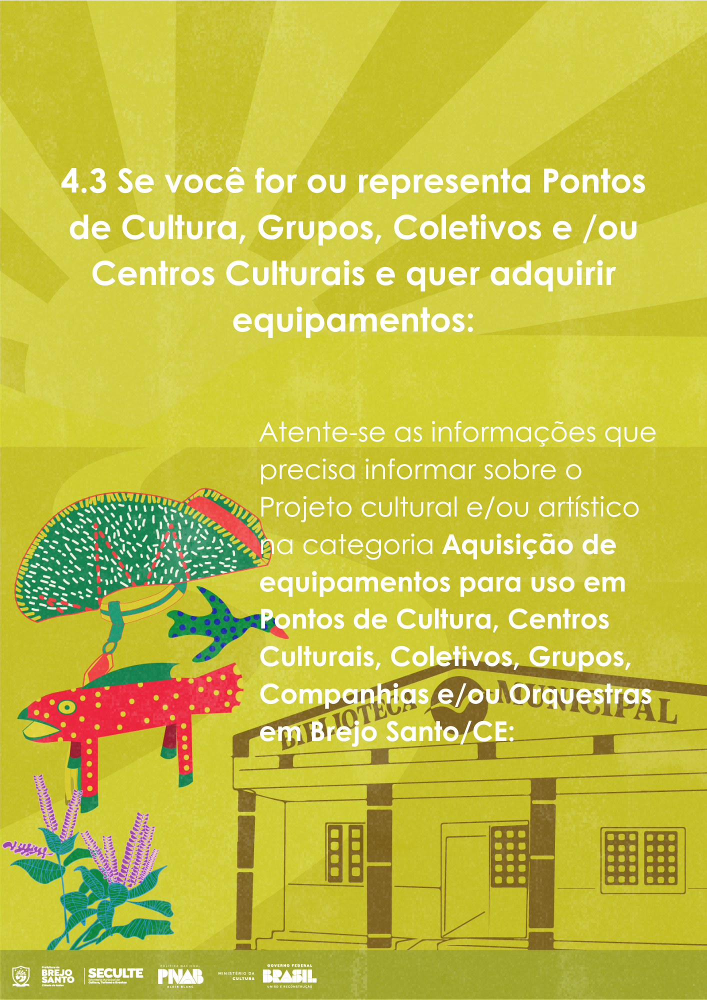 4.3 Se você for ou representa Pontos
de Cultura, Grupos, Coletivos e /ou
Centros Culturais e quer adquirir
equipamentos:
Atente-se as informações que
precisa informar sobre o
Projeto cultural e/ou artístico
na categoria Aquisição de
equipamentos para uso em
Pontos de Cultura, Centros
Culturais, Coletivos, Grupos,
Companhias e/ou Orquestras
em Brejo Santo/CE:
BIBLIOTECA MUNICIPAL
Prefeitura de
BREJO
SANTO
Cidade de todos
SECULTE
Secretaria Municipal de
Cultura, Turismo e Eventos
POLÍTICA NACIONAL
PNAB
ALDIR BLANC
MINISTÉRIO DA
CULTURA
GOVERNO FEDERAL
BRASIL
UNIÃO E RECONSTRUÇÃO